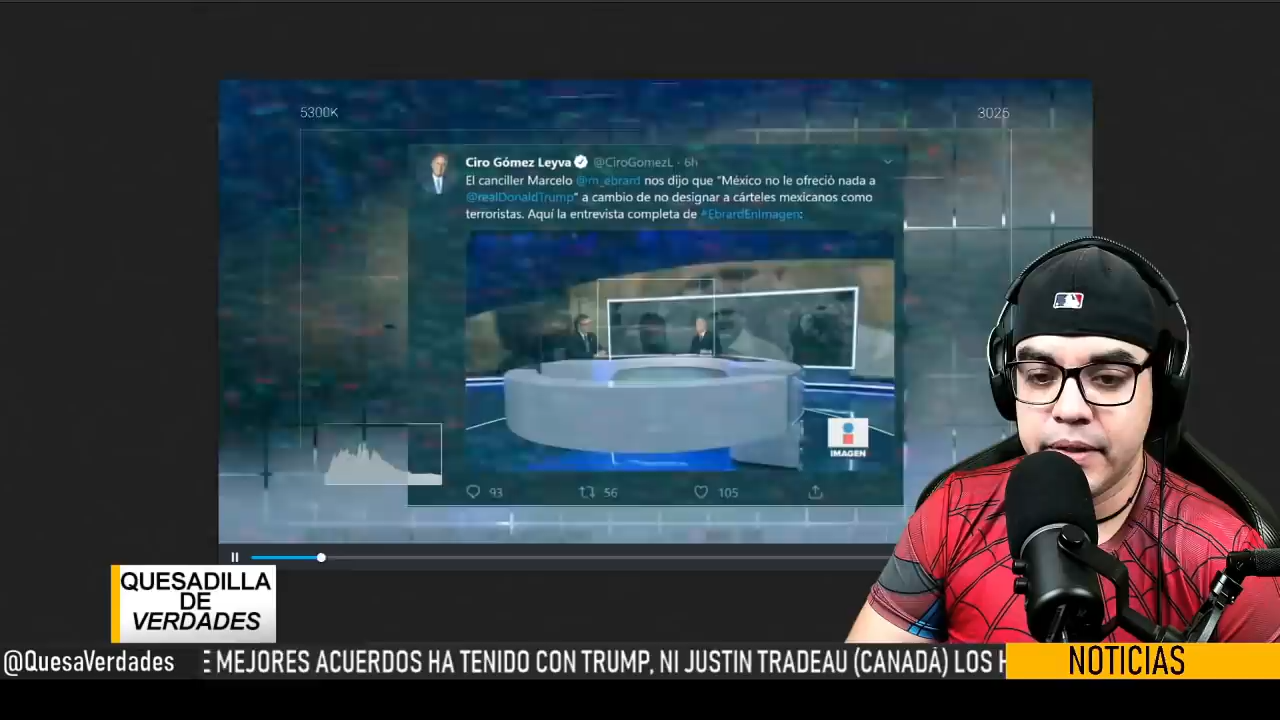 5300K
3025
Ciro Gómez Leyva @CiroGomezL · 6h
El canciller Marcelo @m_ebrard nos dijo que "México no le ofreció nada a
@realDonaldTrump" a cambio de no designar a cárteles mexicanos como
terroristas. Aquí la entrevista completa de #EbrardEnImagen:
IMAGEN
93
56
105
QUESADILLA
DE
VERDADES
@QuesaVerdades
E MEJORES ACUERDOS HA TENIDO CON TRUMP, NI JUSTIN TRADEAU (CANADÁ) LOS H
NOTICIAS